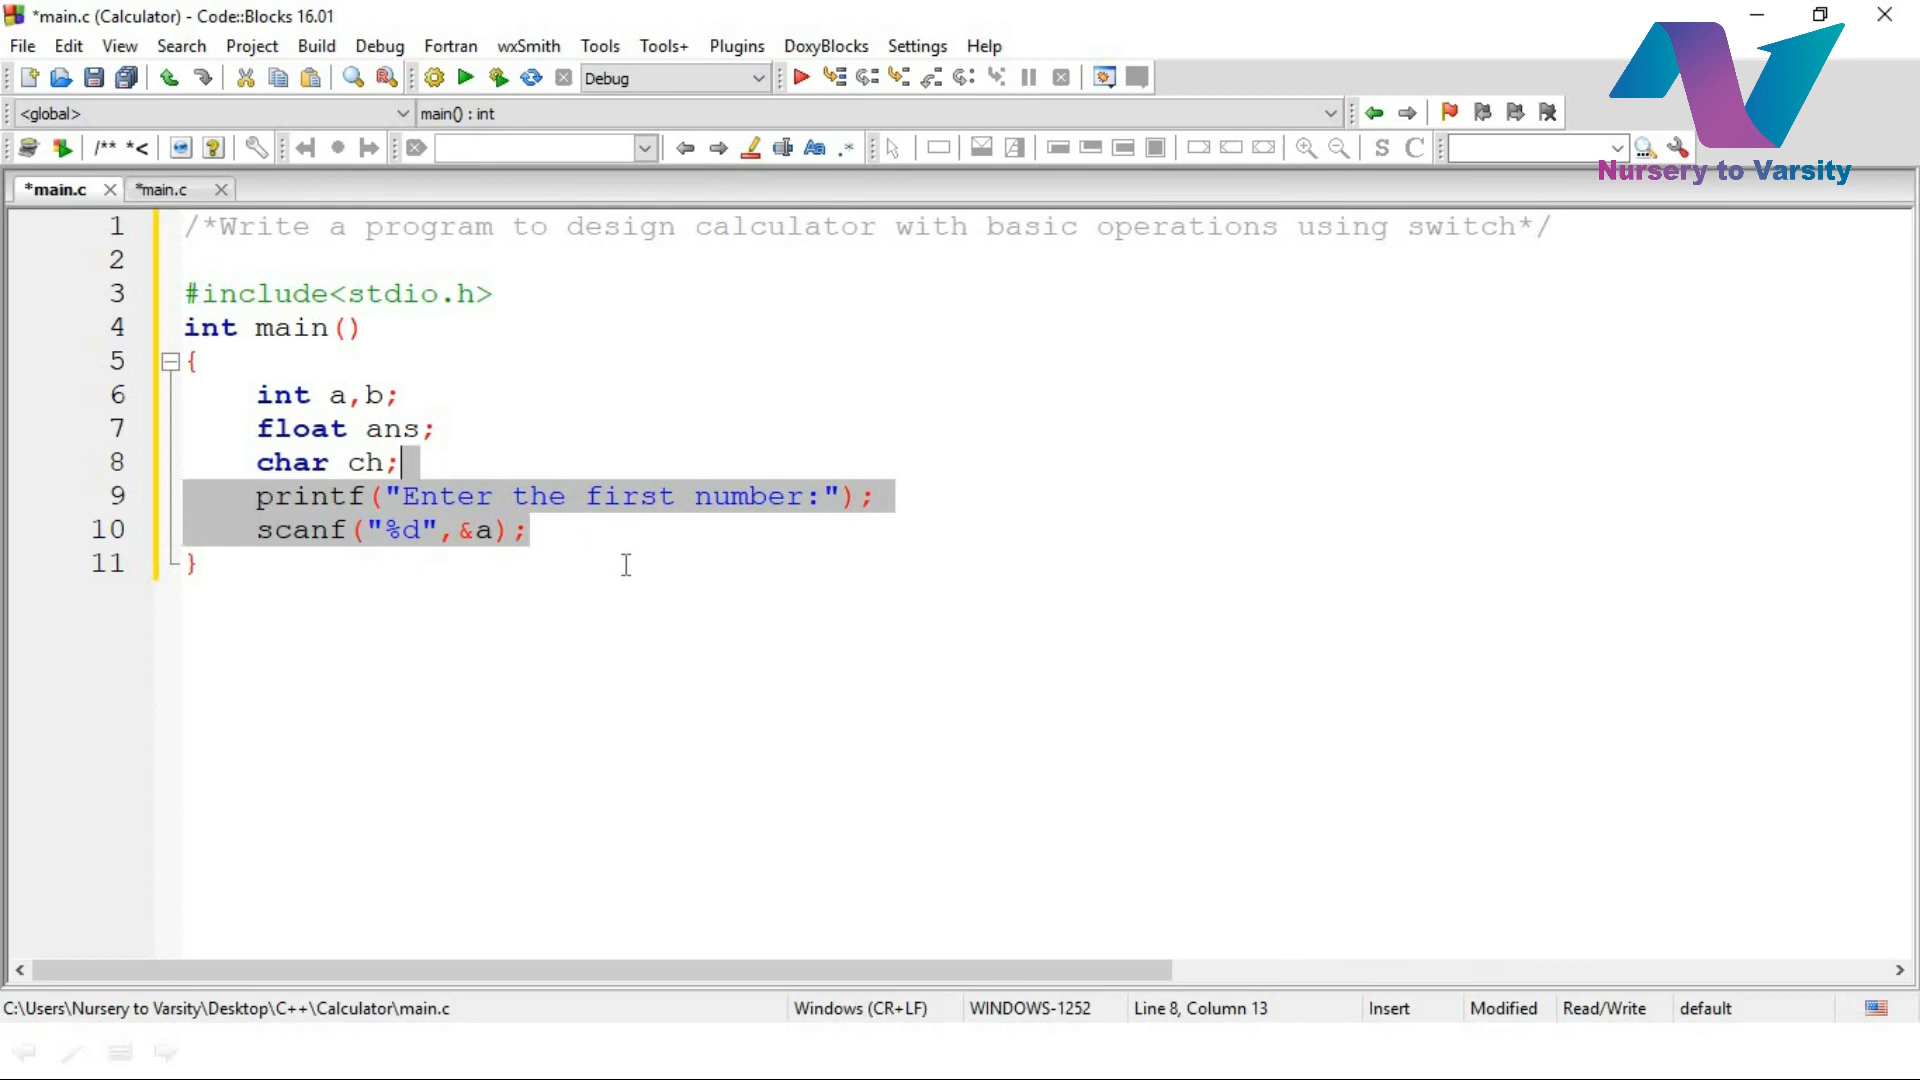 *main.c (Calculator) - Code::Blocks 16.01
File Edit View Search Project Build Debug Fortran wxSmith Tools Tools+ Plugins DoxyBlocks Settings Help
Debug
<global> main() : int
/** *<
S C
Nursery to Varsity
*main.c *main.c
1 /*Write a program to design calculator with basic operations using switch*/
2
3 #include<stdio.h>
4 int main()
5 {
6 int a,b;
7 float ans;
8 char ch;
9 printf("Enter the first number:");
10 scanf("%d",&a);
11 }
C:\Users\Nursery to Varsity\Desktop\C++\Calculator\main.c Windows (CR+LF) WINDOWS-1252 Line 8, Column 13 Insert Modified Read/Write default